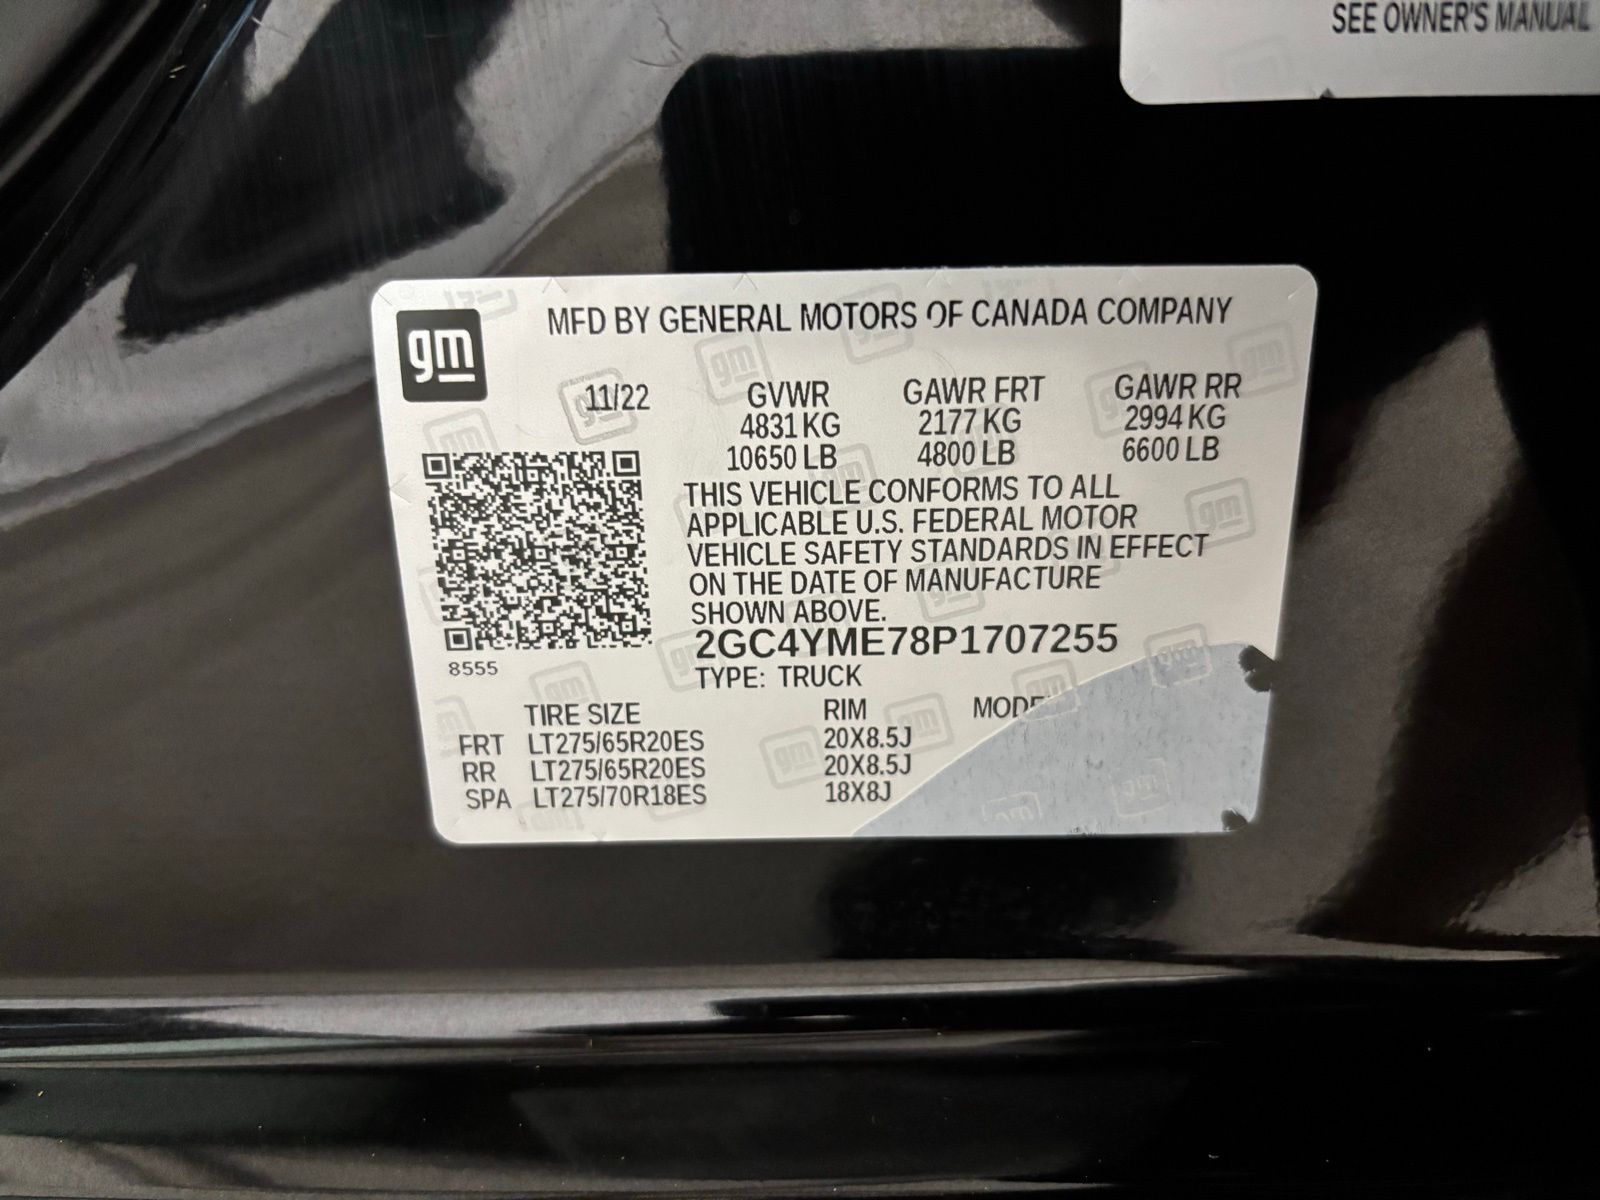 SEE OWNER'S MANUAL
gm
MFD BY GENERAL MOTORS OF CANADA COMPANY
11/22 GVWR GAWR FRT GAWR RR
4831 KG 2177 KG 2994 KG
10650 LB 4800 LB 6600 LB
THIS VEHICLE CONFORMS TO ALL
APPLICABLE U.S. FEDERAL MOTOR
VEHICLE SAFETY STANDARDS IN EFFECT
ON THE DATE OF MANUFACTURE
SHOWN ABOVE.
2GC4YME78P1707255
8555
TYPE: TRUCK
TIRE SIZE RIM
FRT LT275/65R20ES 20X8.5J
RR LT275/65R20ES 20X8.5J
SPA LT275/70R18ES 18X8J